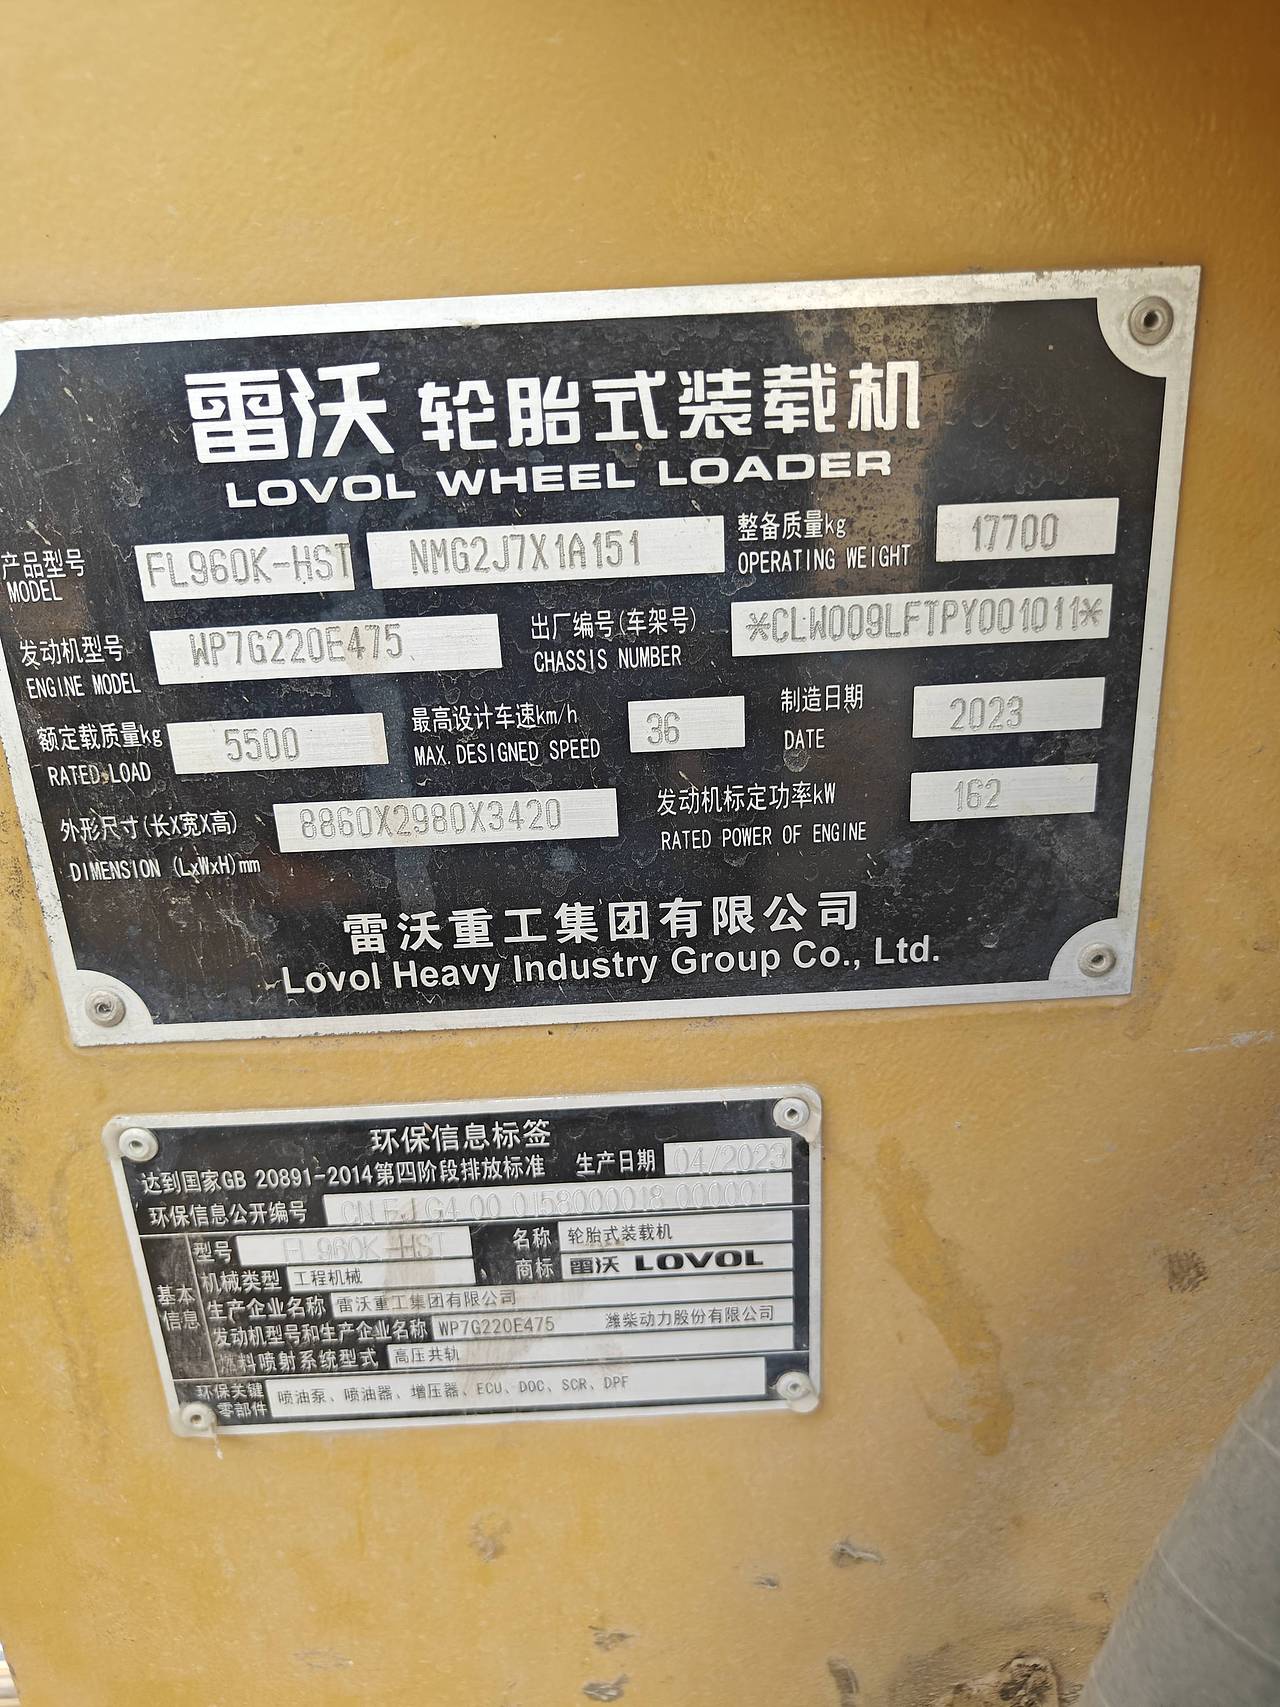 雷沃 轮胎式装载机
LOVOL WHEEL LOADER
产品型号 FL960K-HST NMG2J7X1A151 整备质量kg 17700
MODEL OPERATING WEIGHT
发动机型号 WP7G220E475 出厂编号(车架号) *CLW009LFTPY001011*
ENGINE MODEL CHASSIS NUMBER
额定载质量kg 5500 最高设计车速km/h 36 制造日期 2023
RATED LOAD MAX. DESIGNED SPEED DATE
外形尺寸(长X宽X高) 8860X2980X3420 发动机标定功率kW 162
DIMENSION (LxWxH)mm RATED POWER OF ENGINE
雷沃重工集团有限公司
Lovol Heavy Industry Group Co., Ltd.
环保信息标签
达到国家GB 20891-2014第四阶段排放标准 生产日期 04/2023
环保信息公开编号
基本信息
型号 FL960K-HST 名称 轮胎式装载机
机械类型 工程机械 商标 雷沃 LOVOL
生产企业名称 雷沃重工集团有限公司
发动机型号和生产企业名称 WP7G220E475 潍柴动力股份有限公司
燃料喷射系统型式 高压共轨
环保关键零部件 喷油泵、喷油器、增压器、ECU、DOC、SCR、DPF